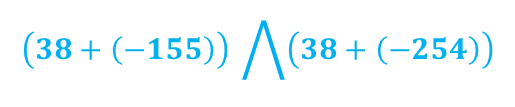 (38 + (−155)) ⋀ (38 + (−254))